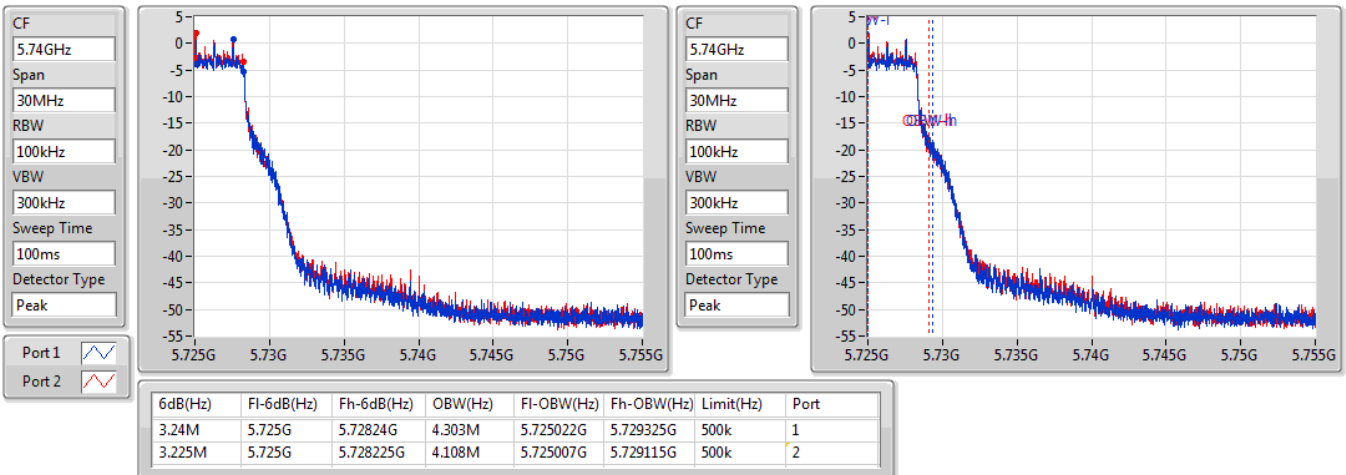 CF
5.74GHz
Span
30MHz
RBW
100kHz
VBW
300kHz
Sweep Time
100ms
Detector Type
Peak
Port 1
Port 2
5
0
-5
-10
-15
-20
-25
-30
-35
-40
-45
-50
-55
5.725G 5.73G 5.735G 5.74G 5.745G 5.75G 5.755G
CF
5.74GHz
Span
30MHz
RBW
100kHz
VBW
300kHz
Sweep Time
100ms
Detector Type
Peak
5
0
-5
-10
-15
-20
-25
-30
-35
-40
-45
-50
-55
5.725G 5.73G 5.735G 5.74G 5.745G 5.75G 5.755G
6dB(Hz) Fl-6dB(Hz) Fh-6dB(Hz) OBW(Hz) Fl-OBW(Hz) Fh-OBW(Hz) Limit(Hz) Port
3.24M 5.725G 5.72824G 4.303M 5.725022G 5.729325G 500k 1
3.225M 5.725G 5.728225G 4.108M 5.725007G 5.729115G 500k 2